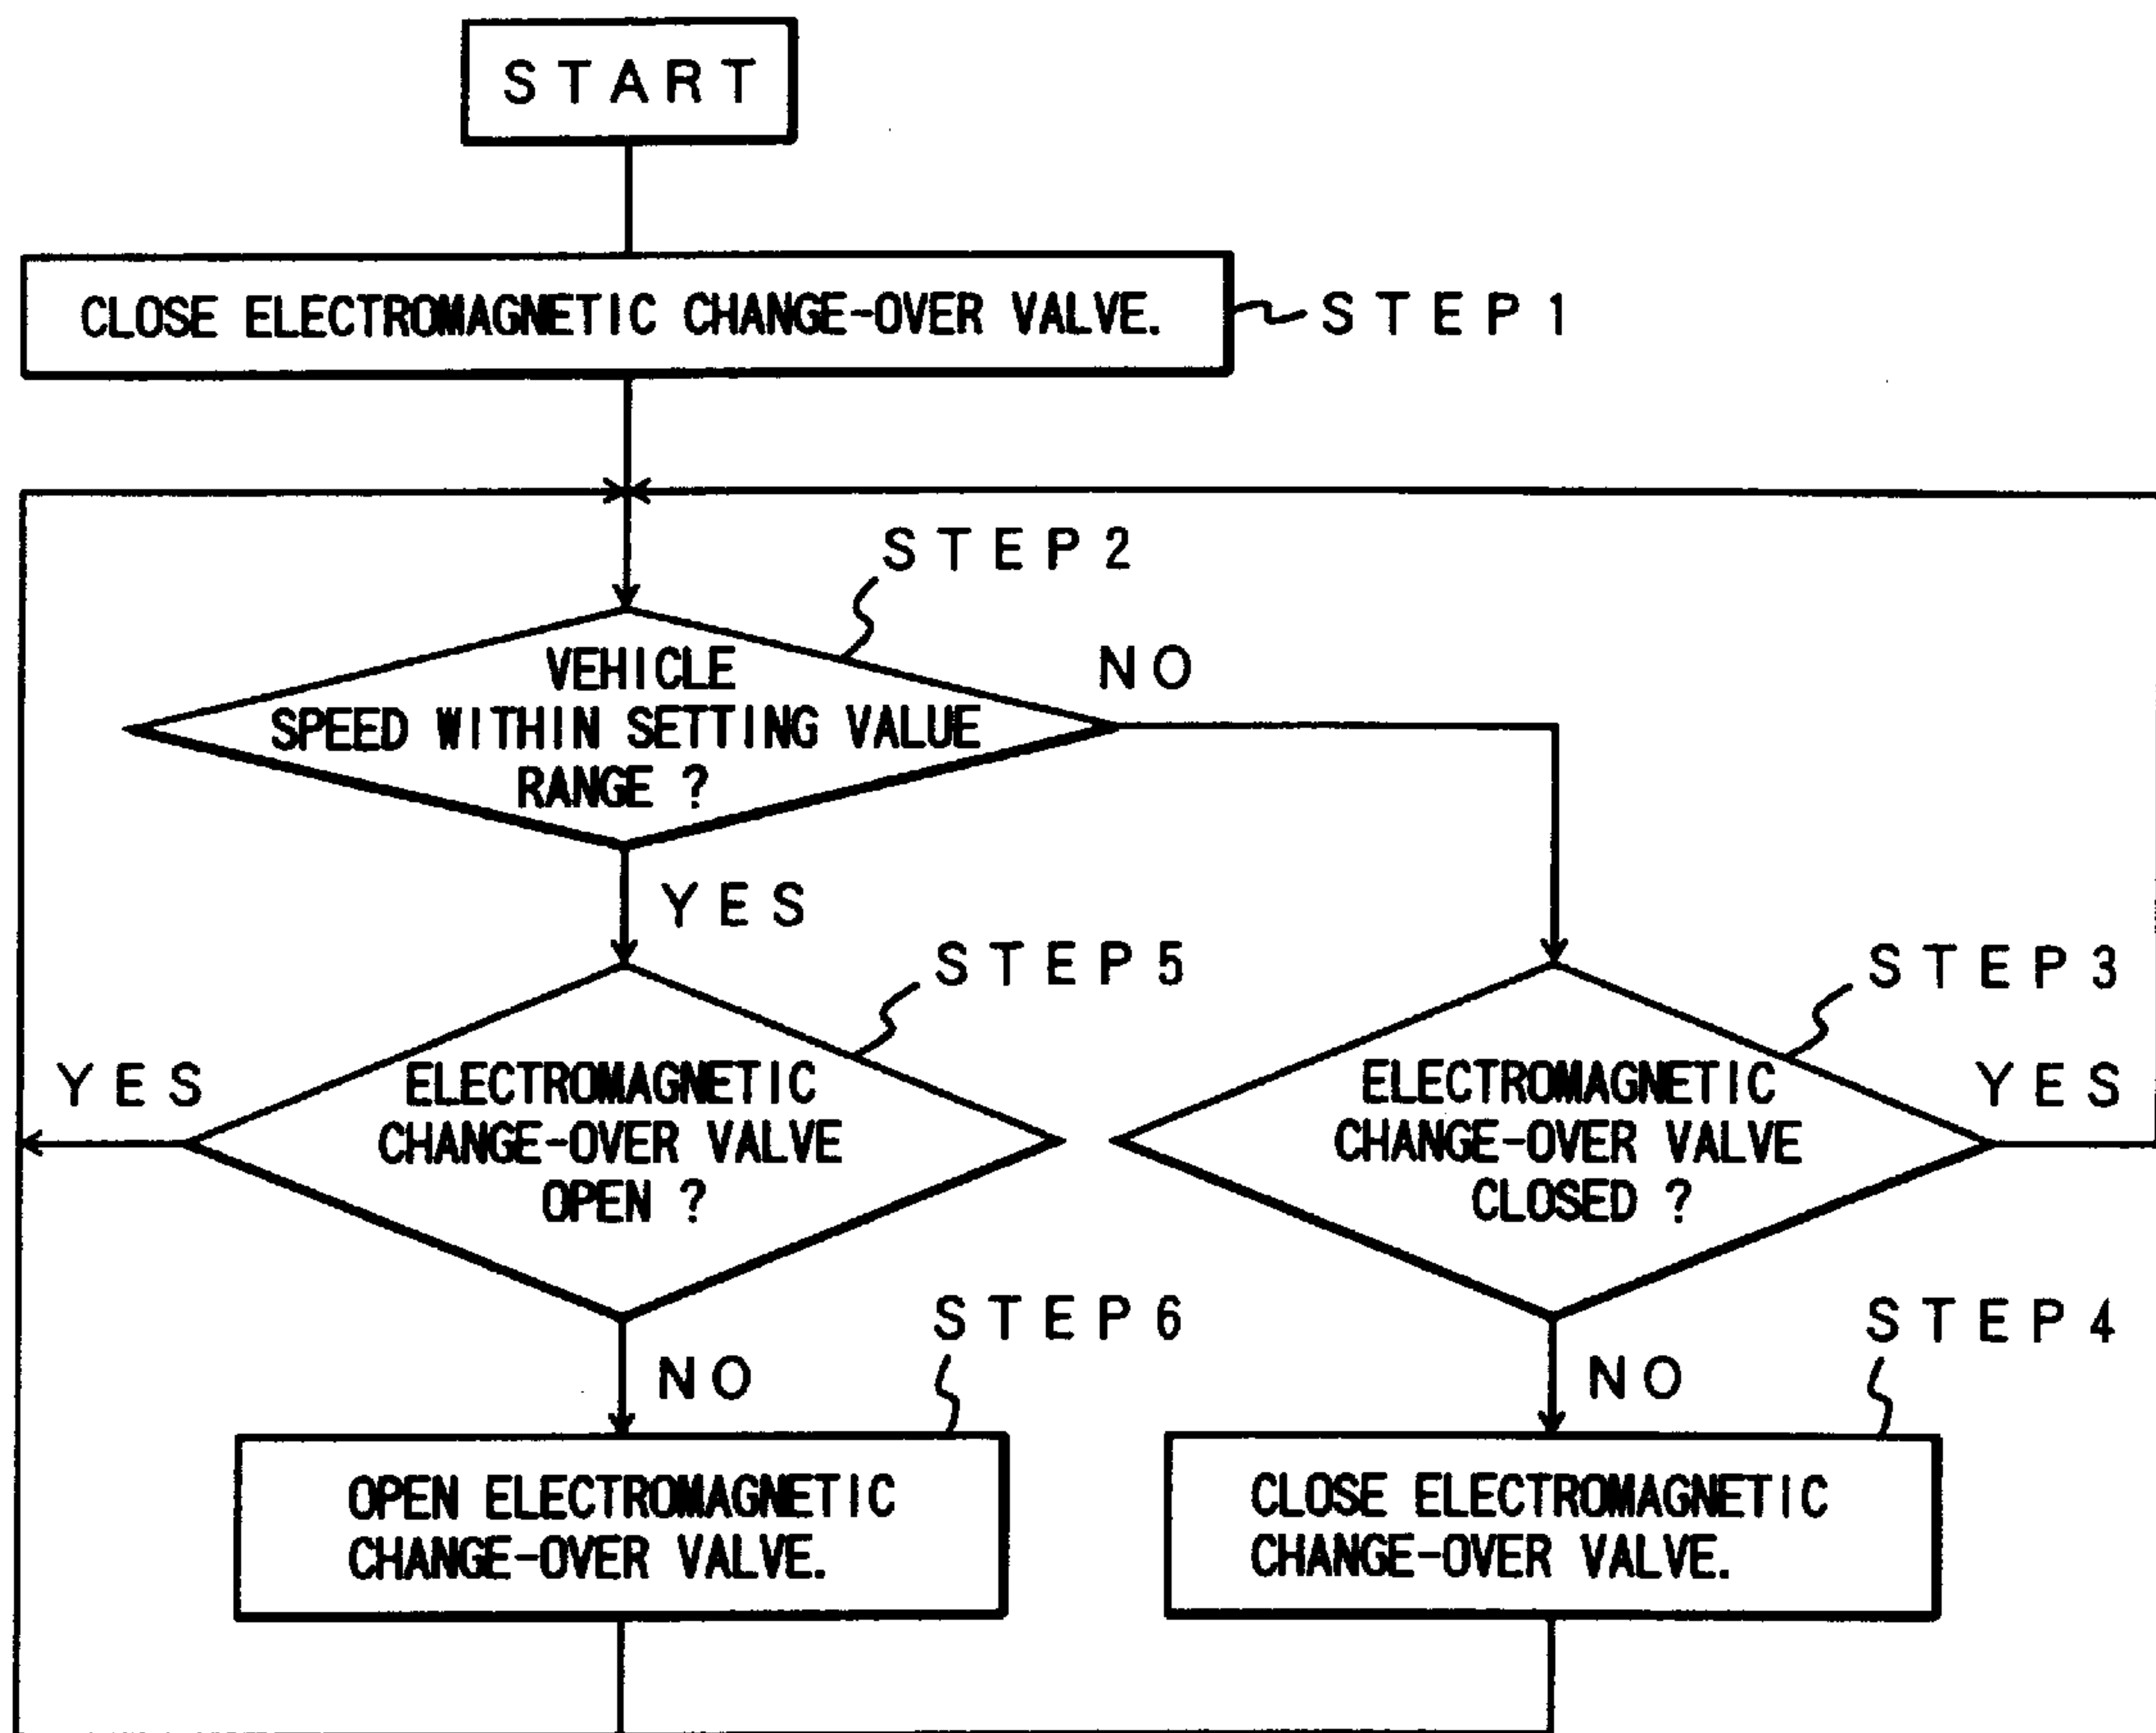 START
CLOSE ELECTROMAGNETIC CHANGE-OVER VALVE.
STEP1
STEP2
VEHICLE
SPEED WITHIN SETTING VALUE
RANGE ?
NO
YES
STEP5
ELECTROMAGNETIC
CHANGE-OVER VALVE
OPEN ?
YES
STEP3
ELECTROMAGNETIC
CHANGE-OVER VALVE
CLOSED ?
YES
NO
STEP6
OPEN ELECTROMAGNETIC
CHANGE-OVER VALVE.
NO
STEP4
CLOSE ELECTROMAGNETIC
CHANGE-OVER VALVE.